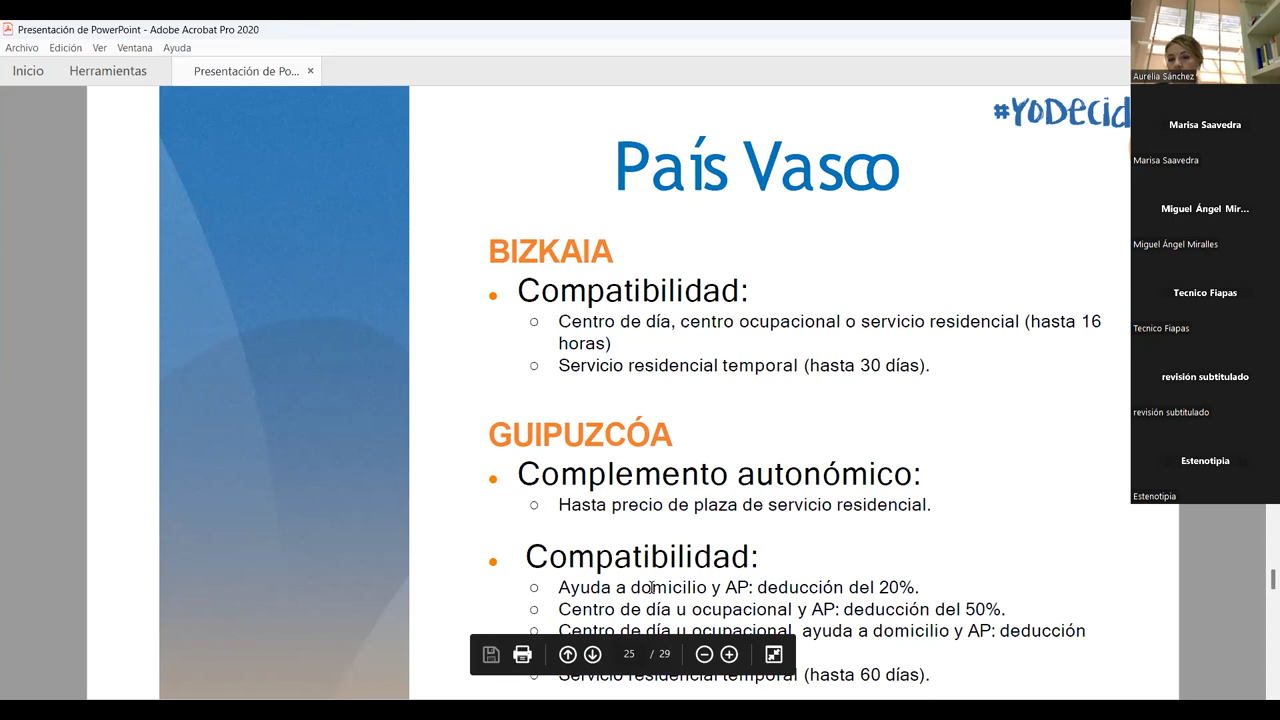 Presentación de PowerPoint - Adobe Acrobat Pro 2020
Archivo Edición Ver Ventana Ayuda
Inicio Herramientas Presentación de Po... ×
#YODecid
País Vasco
BIZKAIA
• Compatibilidad:
○ Centro de día, centro ocupacional o servicio residencial (hasta 16
horas)
○ Servicio residencial temporal (hasta 30 días).
GUIPUZCÓA
• Complemento autonómico:
○ Hasta precio de plaza de servicio residencial.
• Compatibilidad:
○ Ayuda a domicilio y AP: deducción del 20%.
○ Centro de día u ocupacional y AP: deducción del 50%.
○ Centro de día u ocupacional, ayuda a domicilio y AP: deducción
○ Servicio residencial temporal (hasta 60 días).
25 / 29
Aurelia Sánchez
Marisa Saavedra
Marisa Saavedra
Miguel Ángel Mir...
Miguel Ángel Miralles
Tecnico Fiapas
Tecnico Fiapas
revisión subtitulado
revisión subtitulado
Estenotipia
Estenotipia